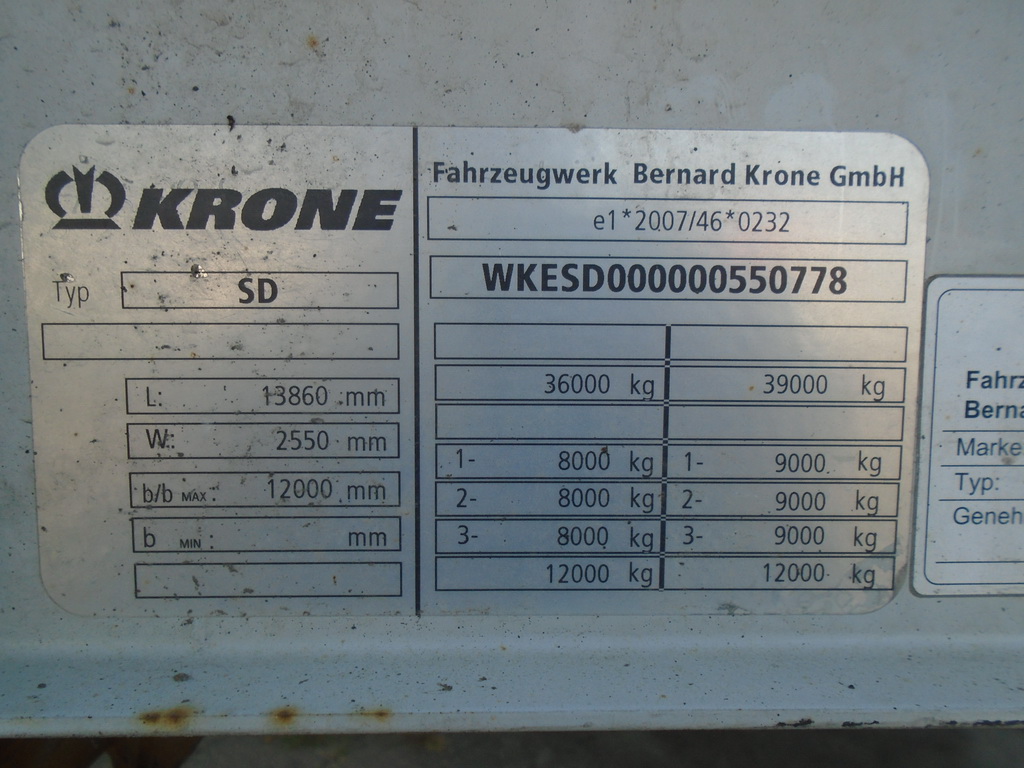 KRONE
Typ SD
L: 13860 mm
W: 2550 mm
b/b MAX : 12000 mm
b MIN : mm
Fahrzeugwerk Bernard Krone GmbH
e1*2007/46*0232
WKESD000000550778
36000 kg 39000 kg
1- 8000 kg 1- 9000 kg
2- 8000 kg 2- 9000 kg
3- 8000 kg 3- 9000 kg
12000 kg 12000 kg
Fahrz
Berna
Marke
Typ:
Geneh